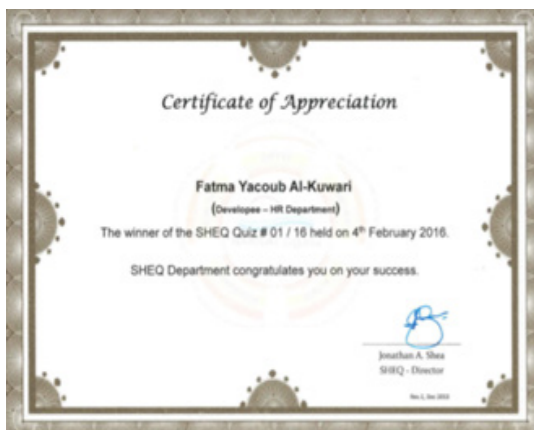 Certificate of Appreciation
Fatma Yacoub Al-Kuwari
(Developee – HR Department)
The winner of the SHEQ Quiz # 01 / 16 held on 4th February 2016.
SHEQ Department congratulates you on your success.
Jonathan A. Shea
SHEQ - Director